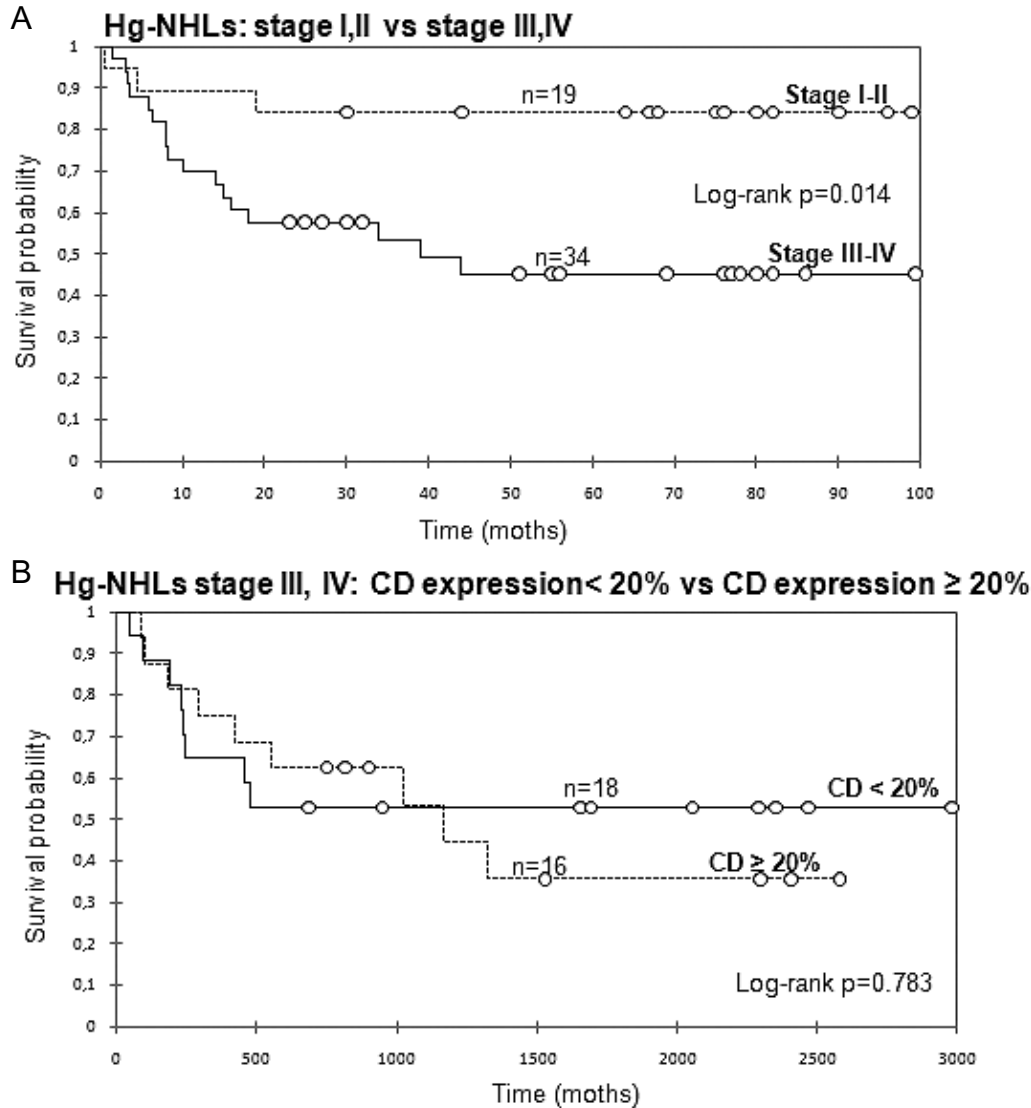 A
Hg-NHLs: stage I,II vs stage III,IV
1
0,9
0,8
0,7
0,6
0,5
0,4
0,3
0,2
0,1
0
Survival probability
n=19
Stage I-II
Log-rank p=0.014
n=34
Stage III-IV
0 10 20 30 40 50 60 70 80 90 100
Time (moths)
B
Hg-NHLs stage III, IV: CD expression< 20% vs CD expression ≥ 20%
1
0,9
0,8
0,7
0,6
0,5
0,4
0,3
0,2
0,1
0
Survival probability
n=18
CD < 20%
n=16
CD ≥ 20%
Log-rank p=0.783
0 500 1000 1500 2000 2500 3000
Time (moths)